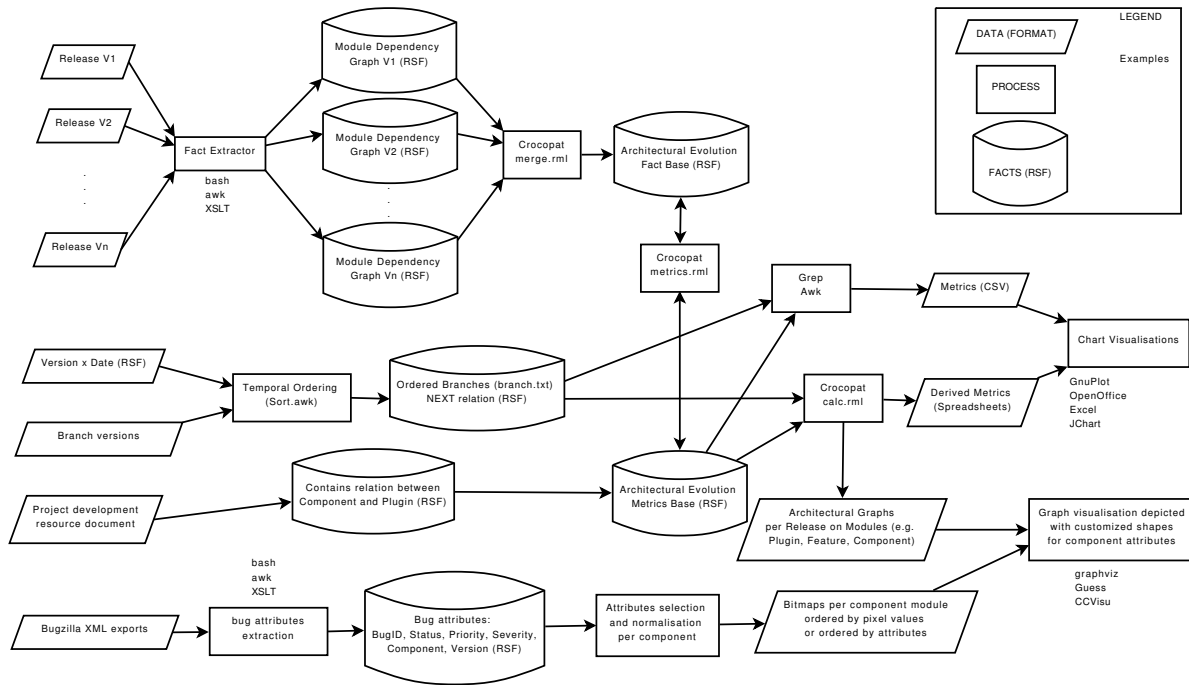 Release V1
Release V2
.
.
.
Release Vn
Fact Extractor
bash
awk
XSLT
Module Dependency
Graph V1 (RSF)
Module Dependency
Graph V2 (RSF)
.
.
.
Module Dependency
Graph Vn (RSF)
Crocopat
merge.rml
Architectural Evolution
Fact Base (RSF)
LEGEND
DATA (FORMAT)
Examples
PROCESS
FACTS (RSF)
Crocopat
metrics.rml
Grep
Awk
Metrics (CSV)
Chart Visualisations
GnuPlot
OpenOffice
Excel
JChart
Version x Date (RSF)
Branch versions
Temporal Ordering
(Sort.awk)
Ordered Branches (branch.txt)
NEXT relation (RSF)
Crocopat
calc.rml
Derived Metrics
(Spreadsheets)
Project development
resource document
Contains relation between
Component and Plugin (RSF)
Architectural Evolution
Metrics Base (RSF)
Architectural Graphs
per Release on Modules (e.g.
Plugin, Feature, Component)
Graph visualisation depicted
with customized shapes
for component attributes
graphviz
Guess
CCVisu
Bugzilla XML exports
bash
awk
XSLT
bug attributes
extraction
Bug attributes:
BugID, Status, Priority, Severity,
Component, Version (RSF)
Attributes selection
and normalisation
per component
Bitmaps per component module
ordered by pixel values
or ordered by attributes